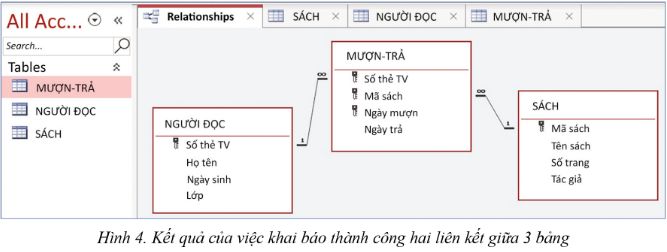 All Acc...
Search...
Tables
MƯỢN-TRẢ
NGƯỜI ĐỌC
SÁCH
Relationships
SÁCH
NGƯỜI ĐỌC
MƯỢN-TRẢ
NGƯỜI ĐỌC
Số thẻ TV
Họ tên
Ngày sinh
Lớp
1
∞
MƯỢN-TRẢ
Số thẻ TV
Mã sách
Ngày mượn
Ngày trả
∞
1
SÁCH
Mã sách
Tên sách
Số trang
Tác giả
Hình 4. Kết quả của việc khai báo thành công hai liên kết giữa 3 bảng